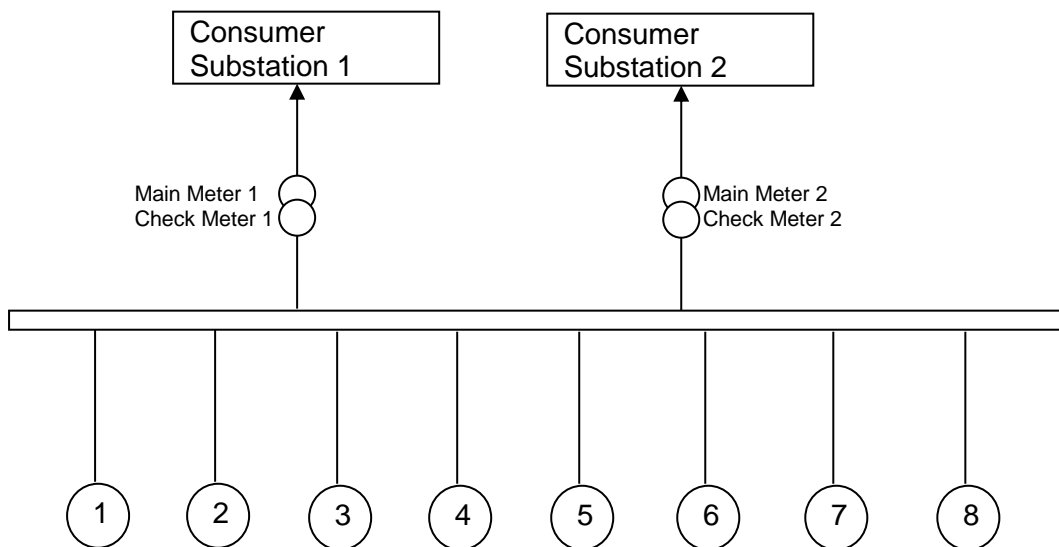 Consumer
Substation 1
Consumer
Substation 2
Main Meter 1
Check Meter 1
Main Meter 2
Check Meter 2
1 2 3 4 5 6 7 8